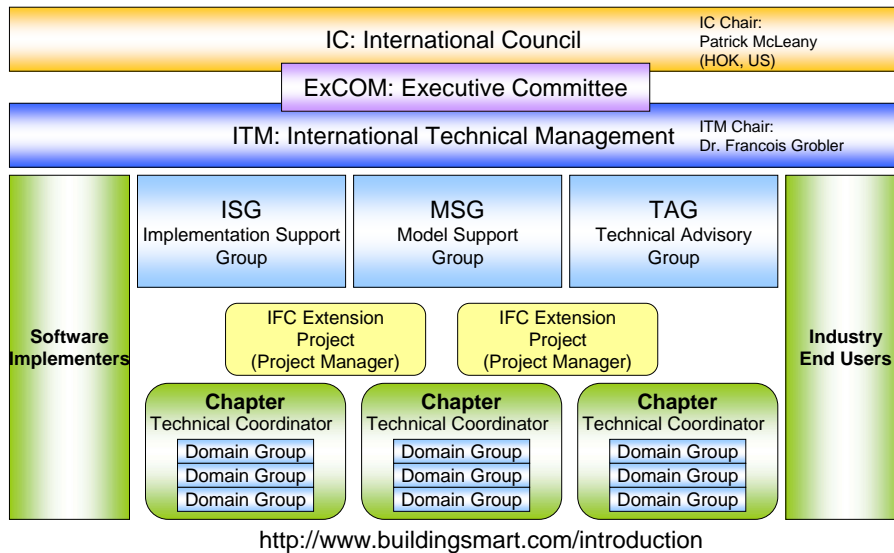 IC: International Council
IC Chair:
Patrick McLeany
(HOK, US)
ExCOM: Executive Committee
ITM: International Technical Management
ITM Chair:
Dr. Francois Grobler
ISG
Implementation Support
Group
MSG
Model Support
Group
TAG
Technical Advisory
Group
Software
Implementers
IFC Extension
Project
(Project Manager)
IFC Extension
Project
(Project Manager)
Industry
End Users
Chapter
Technical Coordinator
Domain Group
Domain Group
Domain Group
Chapter
Technical Coordinator
Domain Group
Domain Group
Domain Group
Chapter
Technical Coordinator
Domain Group
Domain Group
Domain Group
http://www.buildingsmart.com/introduction